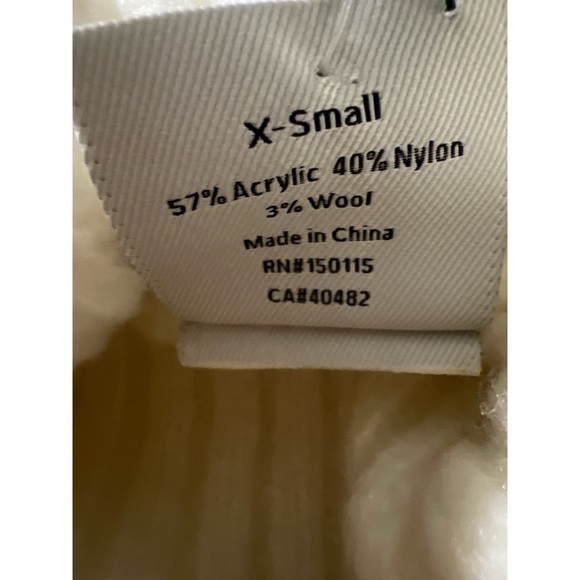 X-Small
57% Acrylic 40% Nylon
3% Wool
Made in China
RN#150115
CA#40482